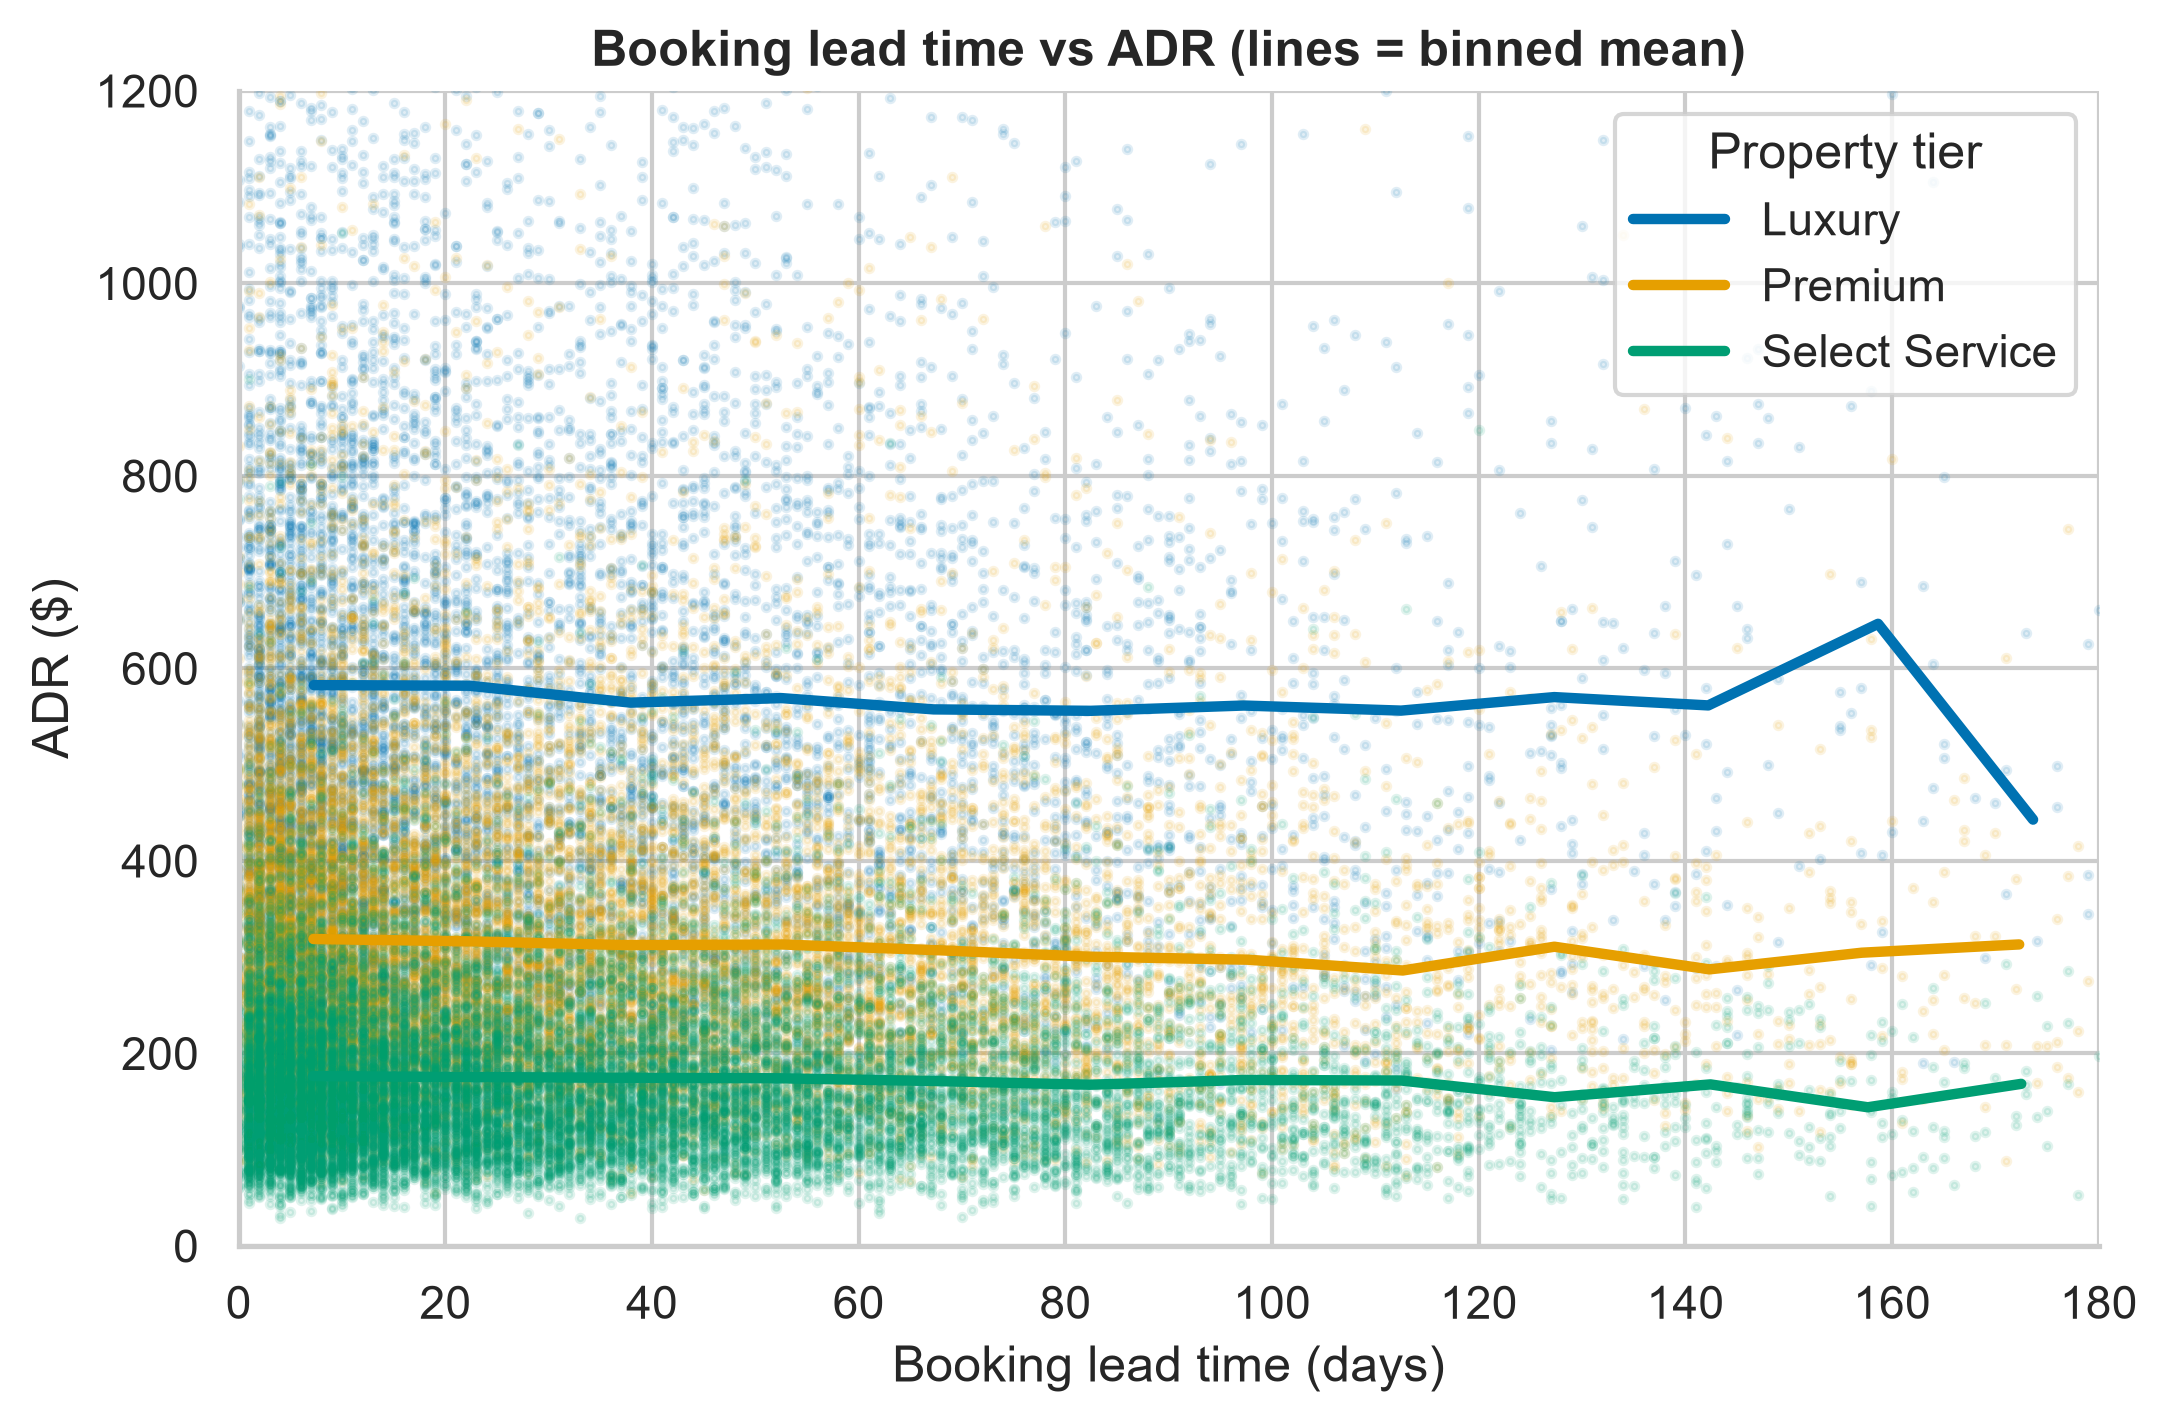 Booking lead time vs ADR (lines = binned mean)
1200
1000
800
600
400
200
0
ADR ($)
Property tier
Luxury
Premium
Select Service
0 20 40 60 80 100 120 140 160 180
Booking lead time (days)